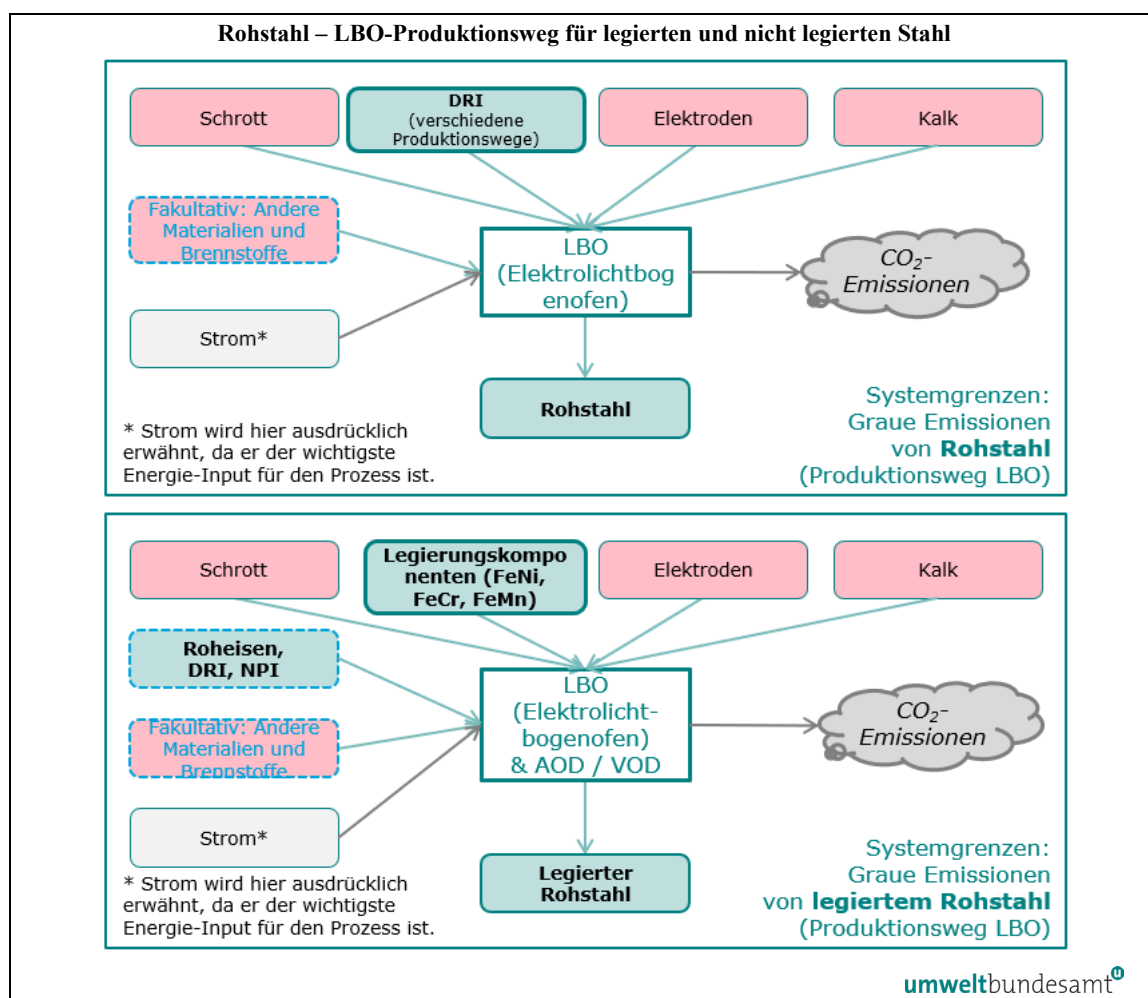 Rohstahl – LBO-Produktionsweg für legierten und nicht legierten Stahl
Schrott
DRI
(verschiedene
Produktionswege)
Elektroden
Kalk
Fakultativ: Andere
Materialien und
Brennstoffe
LBO
(Elektrolichtbog
enofen)
CO₂-
Emissionen
Strom*
Rohstahl
* Strom wird hier ausdrücklich
erwähnt, da er der wichtigste
Energie-Input für den Prozess ist.
Systemgrenzen:
Graue Emissionen
von Rohstahl
(Produktionsweg LBO)
Schrott
Legierungskompo
nenten (FeNi,
FeCr, FeMn)
Elektroden
Kalk
Roheisen,
DRI, NPI
Fakultativ: Andere
Materialien und
Brennstoffe
LBO
(Elektrolicht-
bogenofen)
& AOD / VOD
CO₂-
Emissionen
Strom*
Legierter
Rohstahl
* Strom wird hier ausdrücklich
erwähnt, da er der wichtigste
Energie-Input für den Prozess ist.
Systemgrenzen:
Graue Emissionen
von legiertem Rohstahl
(Produktionsweg LBO)
umweltbundesamt
u